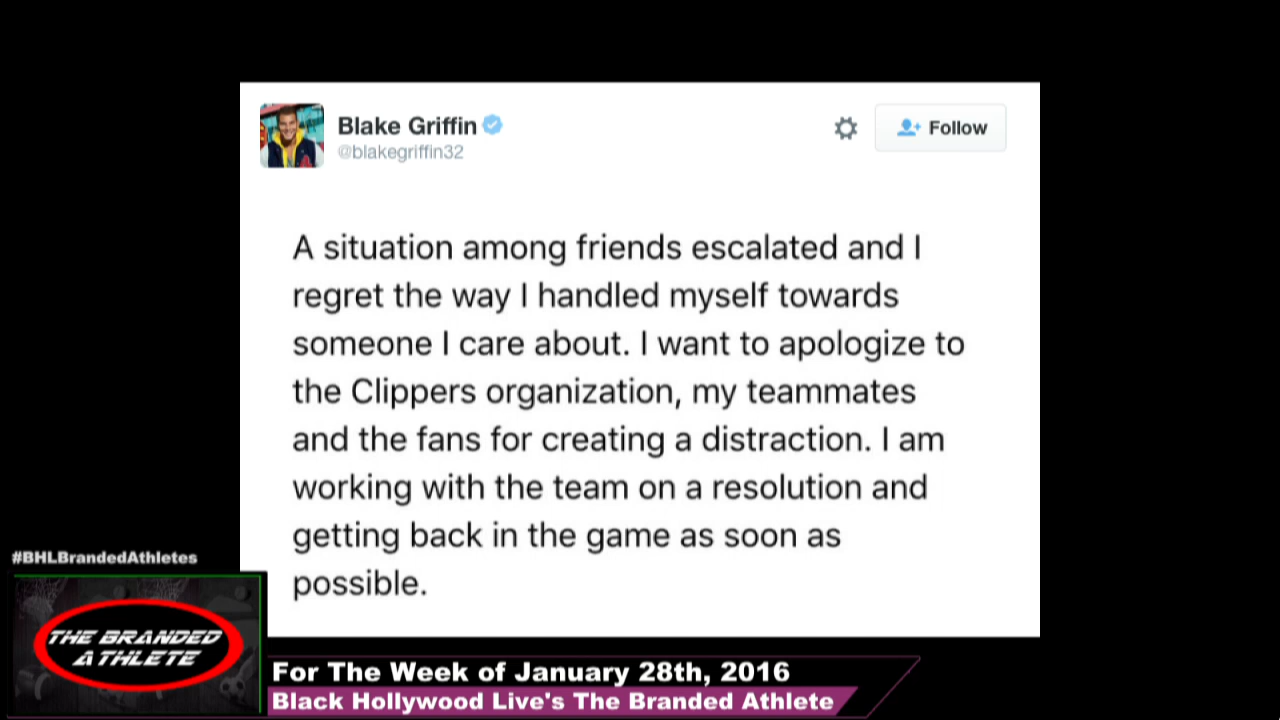 Blake Griffin
@blakegriffin32
Follow
A situation among friends escalated and I
regret the way I handled myself towards
someone I care about. I want to apologize to
the Clippers organization, my teammates
and the fans for creating a distraction. I am
working with the team on a resolution and
getting back in the game as soon as
possible.
#BHLBrandedAthletes
THE BRANDED
ATHLETE
For The Week of January 28th, 2016
Black Hollywood Live's The Branded Athlete